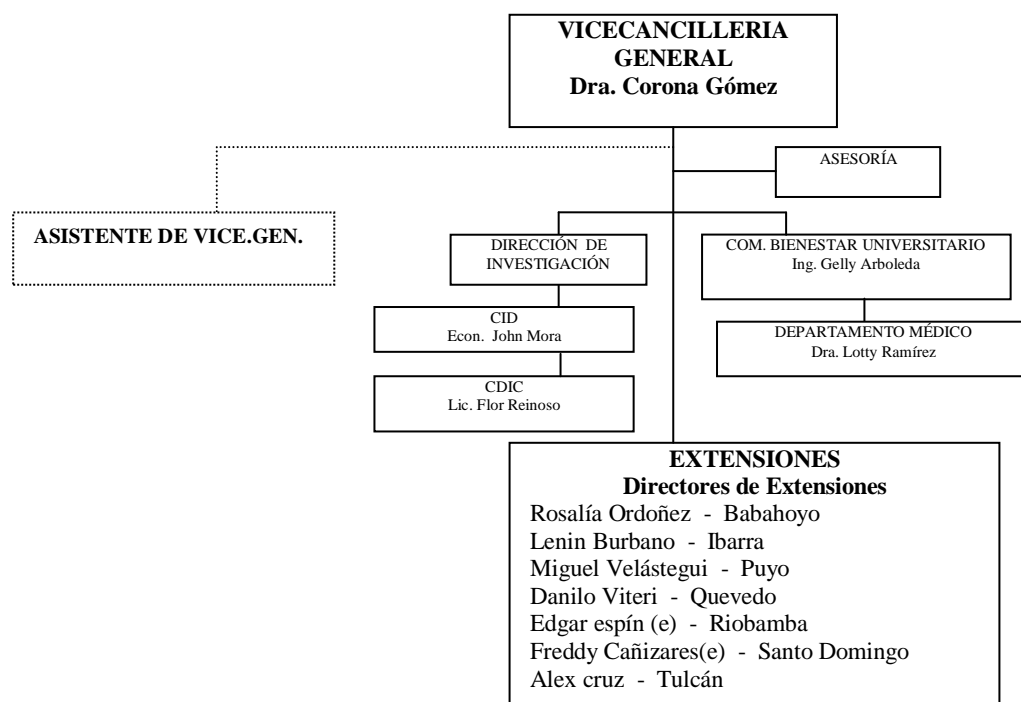 VICECANCILLERIA
GENERAL
Dra. Corona Gómez
ASESORÍA
ASISTENTE DE VICE.GEN.
DIRECCIÓN DE
INVESTIGACIÓN
COM. BIENESTAR UNIVERSITARIO
Ing. Gelly Arboleda
CID
Econ. John Mora
DEPARTAMENTO MÉDICO
Dra. Lotty Ramírez
CDIC
Lic. Flor Reinoso
EXTENSIONES
Directores de Extensiones
Rosalía Ordoñez - Babahoyo
Lenin Burbano - Ibarra
Miguel Velástegui - Puyo
Danilo Viteri - Quevedo
Edgar espín (e) - Riobamba
Freddy Cañizares(e) - Santo Domingo
Alex cruz - Tulcán